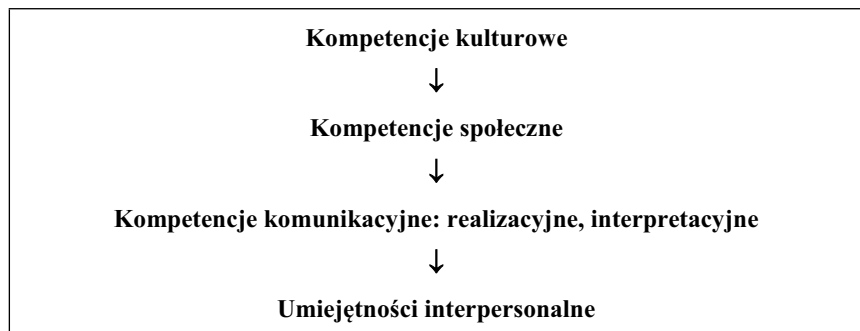 Kompetencje kulturowe
↓
Kompetencje społeczne
↓
Kompetencje komunikacyjne: realizacyjne, interpretacyjne
↓
Umiejętności interpersonalne